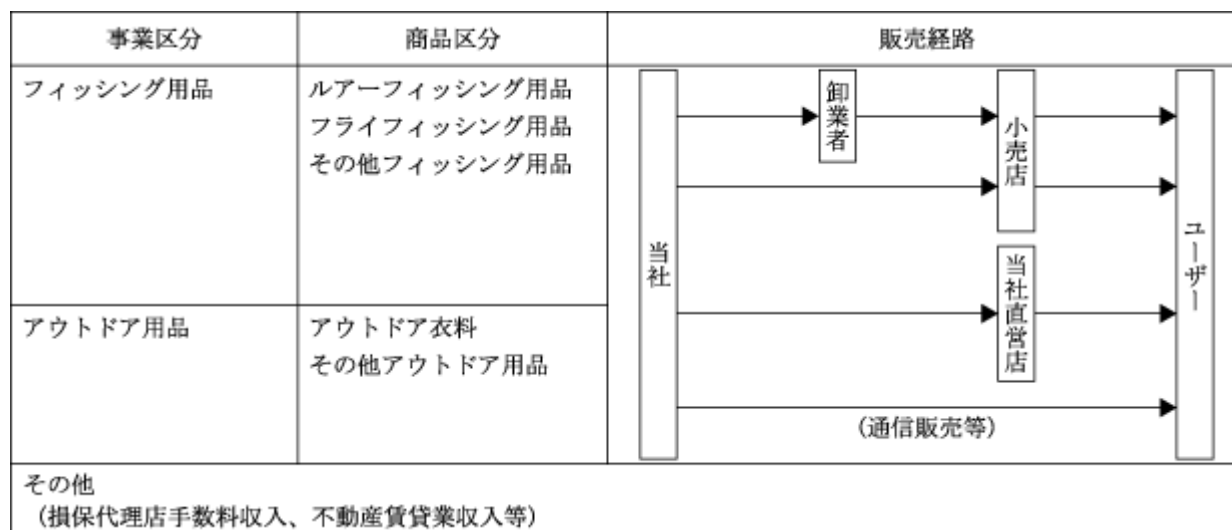 事業区分
商品区分
販売経路
フィッシング用品
ルアーフィッシング用品
フライフィッシング用品
その他フィッシング用品
アウトドア用品
アウトドア衣料
その他アウトドア用品
当社
卸業者
小売店
当社直営店
ユーザー
(通信販売等)
その他
(損保代理店手数料収入、不動産賃貸業収入等)